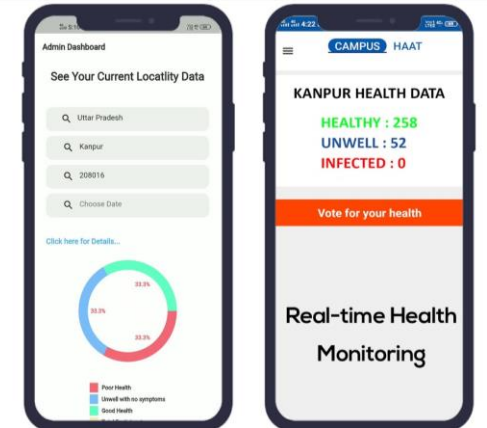 Admin Dashboard
See Your Current Locatlity Data
Uttar Pradesh
Kanpur
208016
Choose Date
Click here for Details...
33.3%
33.3%
33.3%
Poor Health
Unwell with no symptoms
Good Health
4:22
CAMPUS HAAT
KANPUR HEALTH DATA
HEALTHY : 258
UNWELL : 52
INFECTED : 0
Vote for your health
Real-time Health
Monitoring